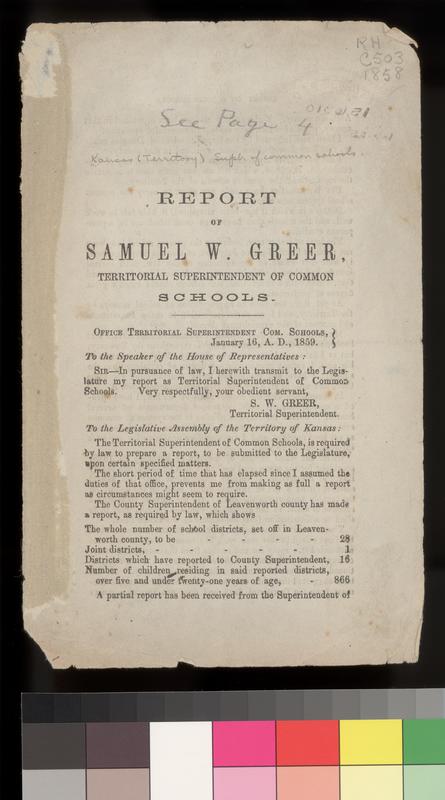 RH
C503
1858
See Page 4
Kansas (Territory) Supt. of common schools.
REPORT
OF
SAMUEL W. GREER,
TERRITORIAL SUPERINTENDENT OF COMMON
SCHOOLS.
OFFICE TERRITORIAL SUPERINTENDENT COM. SCHOOLS,
January 16, A. D., 1859.
To the Speaker of the House of Representatives:
SIR—In pursuance of law, I herewith transmit to the Legis-
lature my report as Territorial Superintendent of Common
Schools. Very respectfully, your obedient servant,
S. W. GREER,
Territorial Superintendent.
To the Legislative Assembly of the Territory of Kansas:
The Territorial Superintendent of Common Schools, is required
by law to prepare a report, to be submitted to the Legislature,
upon certain specified matters.
The short period of time that has elapsed since I assumed the
duties of that office, prevents me from making as full a report
as circumstances might seem to require.
The County Superintendent of Leavenworth county has made
a report, as required by law, which shows
The whole number of school districts, set off in Leaven-
worth county, to be - - - - - 28
Joint districts, - - - - - - - 1
Districts which have reported to County Superintendent, 16
Number of children residing in said reported districts,
over five and under twenty-one years of age, - 866
A partial report has been received from the Superintendent of